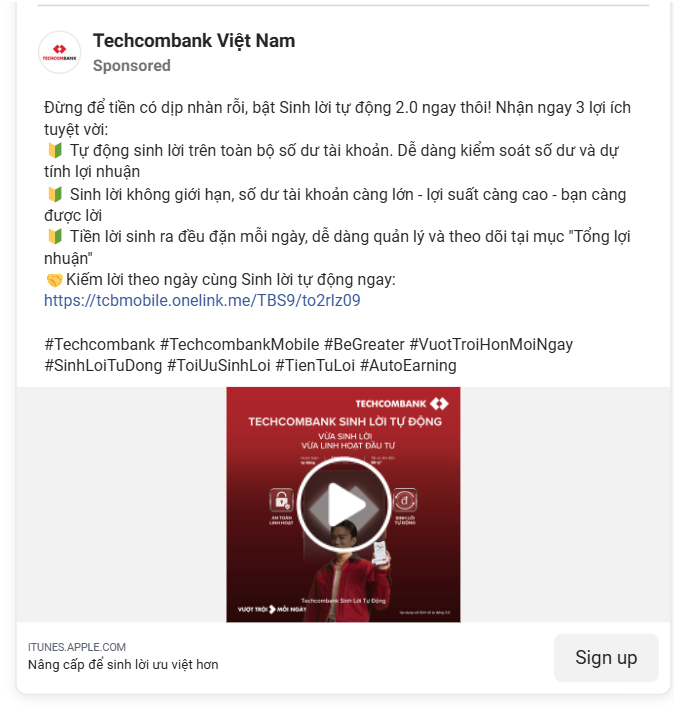 TECHCOMBANK
Techcombank Việt Nam
Sponsored
Đừng để tiền có dịp nhàn rỗi, bật Sinh lời tự động 2.0 ngay thôi! Nhận ngay 3 lợi ích
tuyệt vời:
🔰 Tự động sinh lời trên toàn bộ số dư tài khoản. Dễ dàng kiểm soát số dư và dự
tính lợi nhuận
🔰 Sinh lời không giới hạn, số dư tài khoản càng lớn - lợi suất càng cao - bạn càng
được lời
🔰 Tiền lời sinh ra đều đặn mỗi ngày, dễ dàng quản lý và theo dõi tại mục "Tổng lợi
nhuận"
🤝Kiếm lời theo ngày cùng Sinh lời tự động ngay:
https://tcbmobile.onelink.me/TBS9/to2rlz09
#Techcombank #TechcombankMobile #BeGreater #VuotTroiHonMoiNgay
#SinhLoiTuDong #ToiUuSinhLoi #TienTuLoi #AutoEarning
TECHCOMBANK
TECHCOMBANK SINH LỜI TỰ ĐỘNG
VỪA SINH LỜI
VỪA LINH HOẠT ĐẦU TƯ
AN TOÀN
LINH HOẠT
SINH LỜI
TỰ ĐỘNG
Techcombank Sinh Lời Tự Động
VƯỢT TRỘI MỖI NGÀY
ITUNES.APPLE.COM
Nâng cấp để sinh lời ưu việt hơn
Sign up